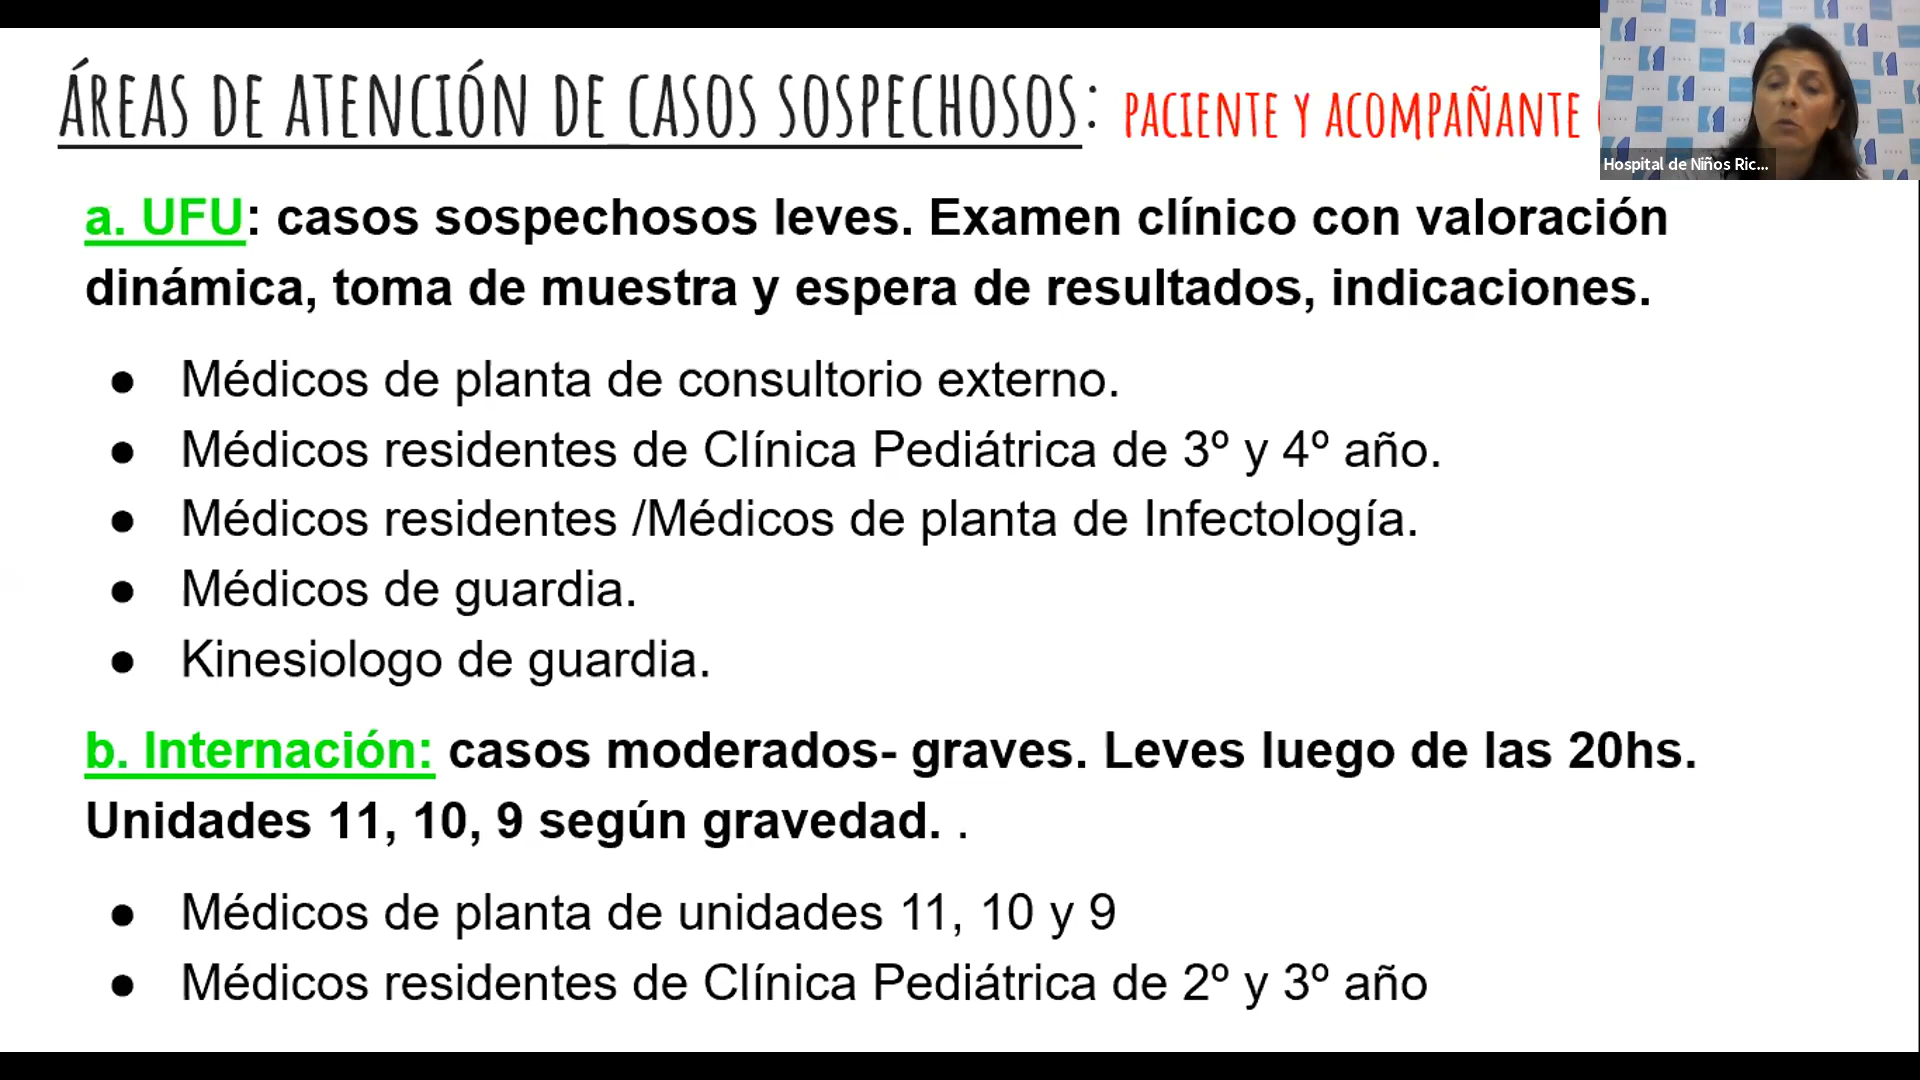 ÁREAS DE ATENCIÓN DE CASOS SOSPECHOSOS: PACIENTE Y ACOMPAÑANTE
Hospital de Niños Ric...
a. UFU: casos sospechosos leves. Examen clínico con valoración
dinámica, toma de muestra y espera de resultados, indicaciones.
● Médicos de planta de consultorio externo.
● Médicos residentes de Clínica Pediátrica de 3º y 4º año.
● Médicos residentes /Médicos de planta de Infectología.
● Médicos de guardia.
● Kinesiologo de guardia.
b. Internación: casos moderados- graves. Leves luego de las 20hs.
Unidades 11, 10, 9 según gravedad. .
● Médicos de planta de unidades 11, 10 y 9
● Médicos residentes de Clínica Pediátrica de 2º y 3º año